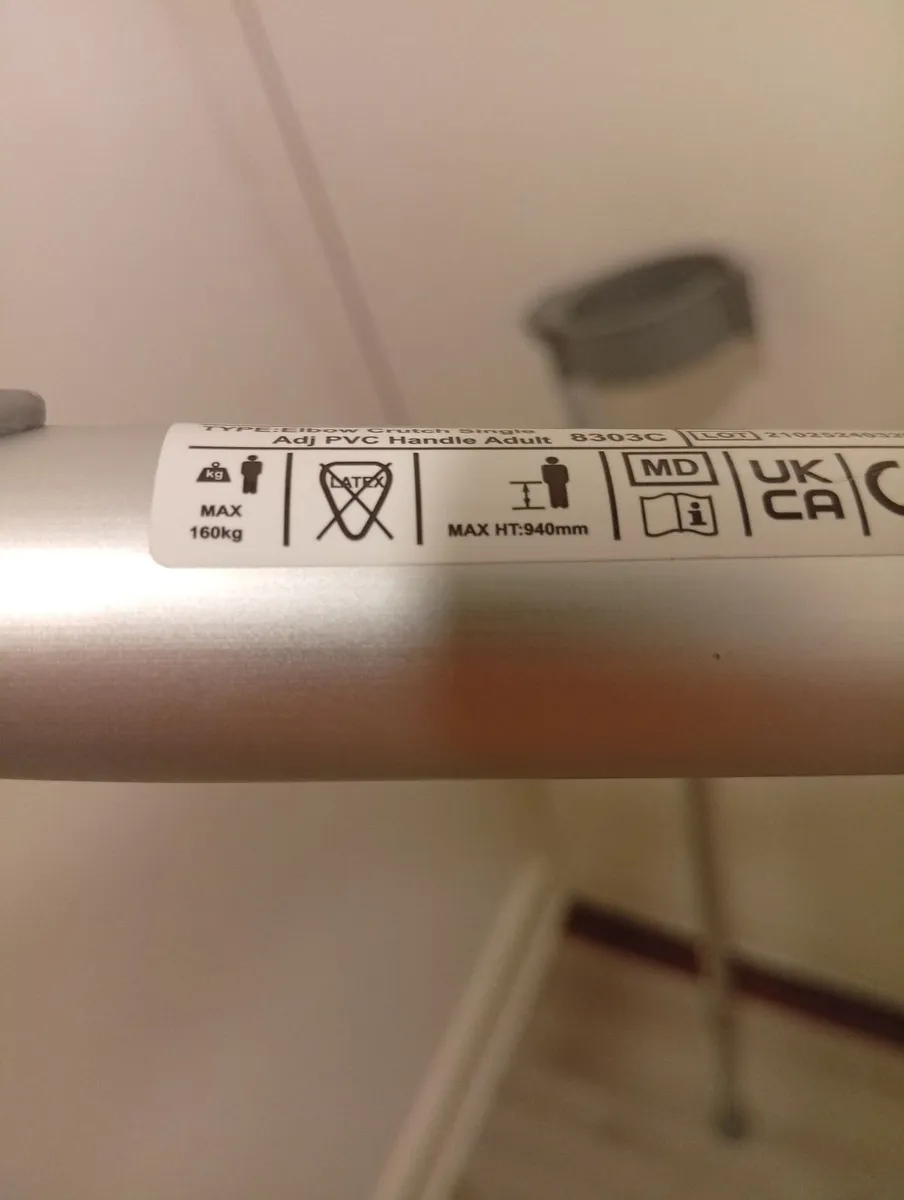 TYPE:Elbow Crutch Single
Adj PVC Handle Adult 8303C LOT
kg
MAX
160kg
LATEX
MAX HT:940mm
MD
i
UK
CA